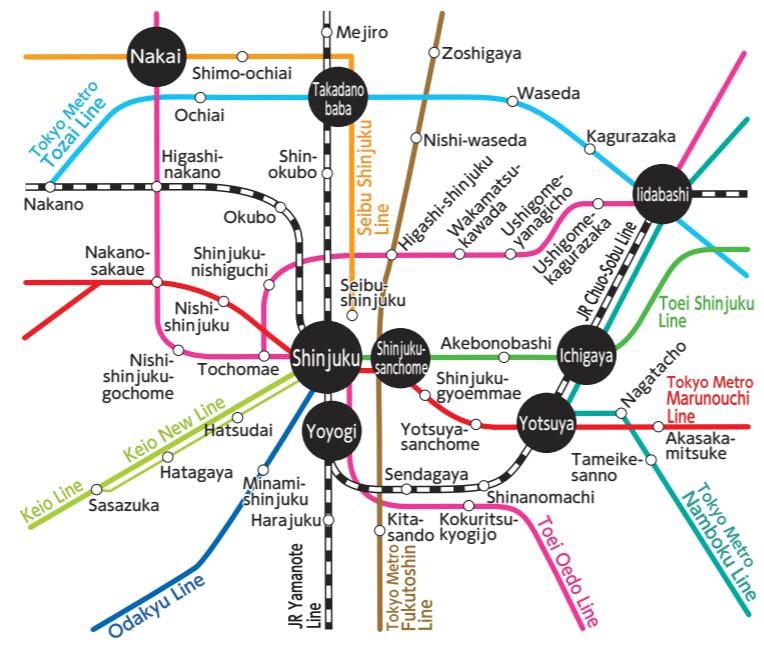 Mejiro
Zoshigaya
Nakai
Shimo-ochiai
Takadano
baba
Waseda
Tokyo Metro
Tozai Line
Ochiai
Nishi-waseda
Kagurazaka
Higashi-
nakano
Shin-
okubo
Seibu Shinjuku
Line
Higashi-shinjuku
Wakamatsu-
kawada
Ushigome-
yanagicho
Iidabashi
Nakano
Okubo
Ushigome-
kagurazaka
JR Chuo-Sobu Line
Nakano-
sakaue
Shinjuku-
nishiguchi
Seibu-
shinjuku
Toei Shinjuku
Line
Nishi-
shinjuku
Shinjuku
Shinjuku-
sanchome
Akebonobashi
Ichigaya
Nishi-
shinjuku-
gochome
Tochomae
Shinjuku-
gyoemmae
Nagatacho
Tokyo Metro
Marunouchi
Line
Keio New Line
Hatsudai
Yoyogi
Yotsuya-
sanchome
Yotsuya
Akasaka-
mitsuke
Keio Line
Hatagaya
Sasazuka
Minami-
shinjuku
Sendagaya
Shinanomachi
Tameike-
sanno
Harajuku
Kita-
sando
Kokuritsu-
kyogijo
Tokyo Metro
Namboku Line
Odakyu Line
JR Yamanote
Line
Tokyo Metro
Fukutoshin
Line
Toei Oedo Line